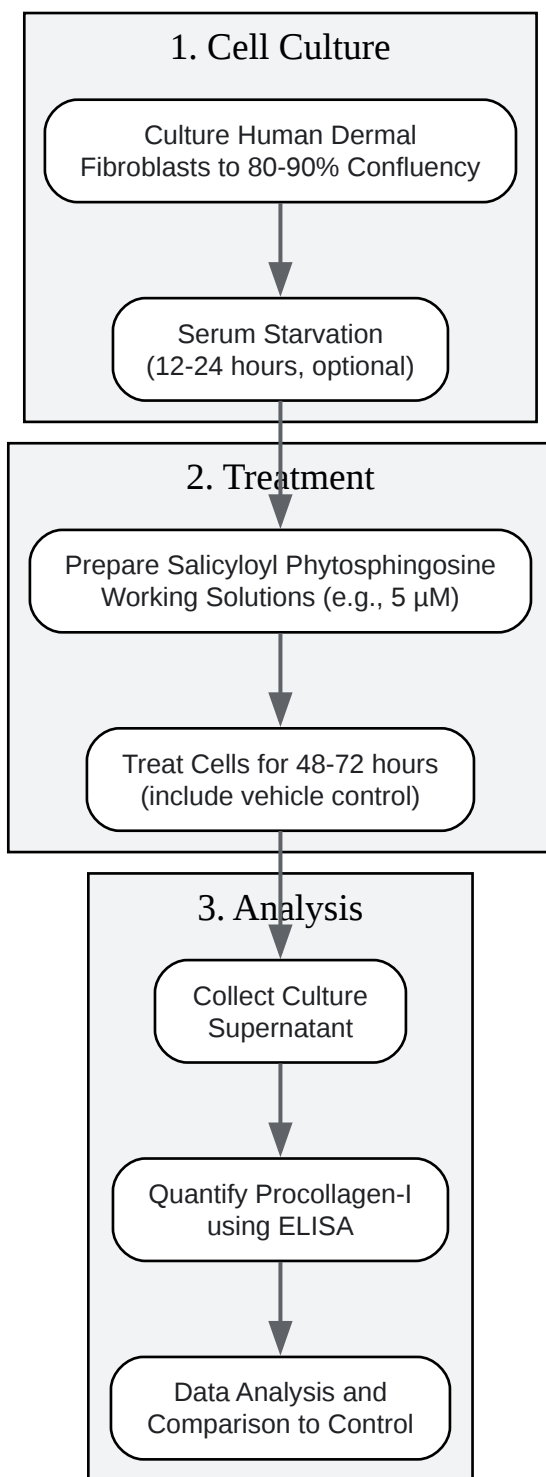 1. Cell Culture
Culture Human Dermal
Fibroblasts to 80-90% Confluency
Serum Starvation
(12-24 hours, optional)
2. Treatment
Prepare Salicyloyl Phytosphingosine
Working Solutions (e.g., 5 µM)
Treat Cells for 48-72 hours
(include vehicle control)
3. Analysis
Collect Culture
Supernatant
Quantify Procollagen-I
using ELISA
Data Analysis and
Comparison to Control